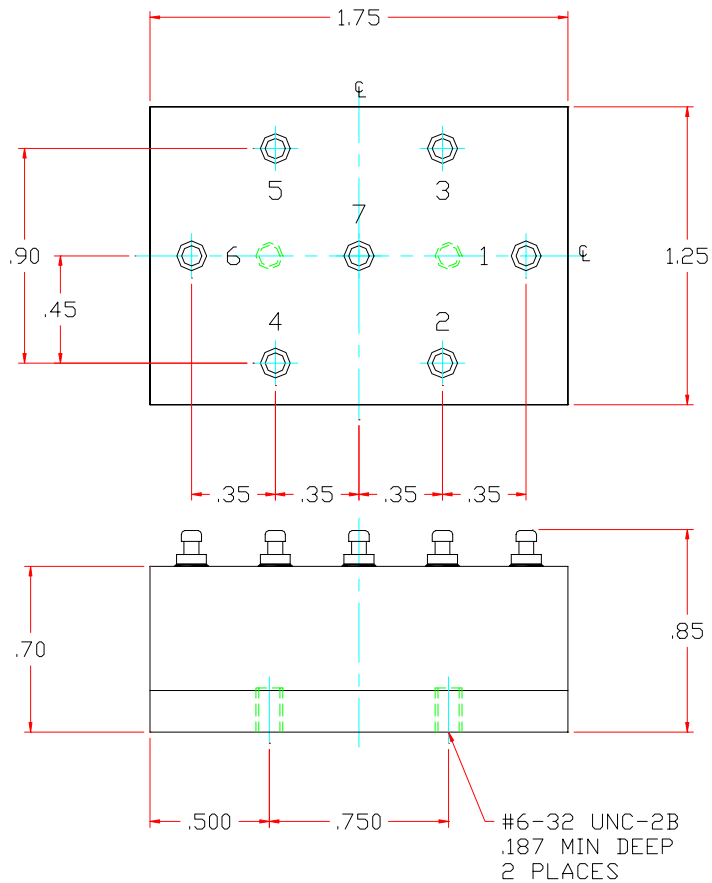 1.75
℄
5 3
7
.90
6 1 ℄
1.25
.45
4 2
.35 .35 .35 .35
.70
.85
.500 .750
#6-32 UNC-2B
.187 MIN DEEP
2 PLACES